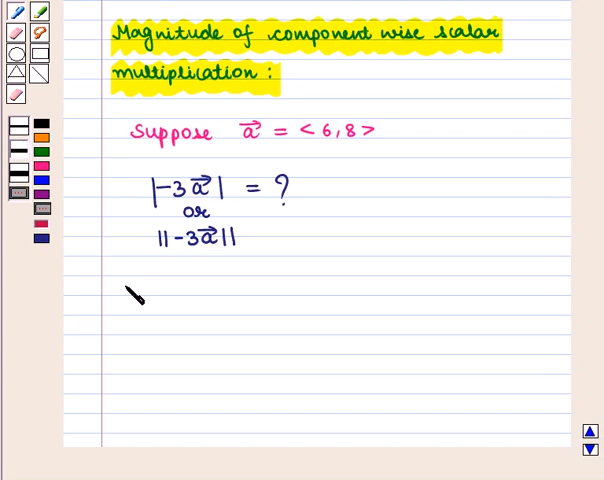 Magnitude of component wise scalar
multiplication :
Suppose a⃗ = < 6, 8 >
|-3a⃗| = ?
or
||-3a⃗||